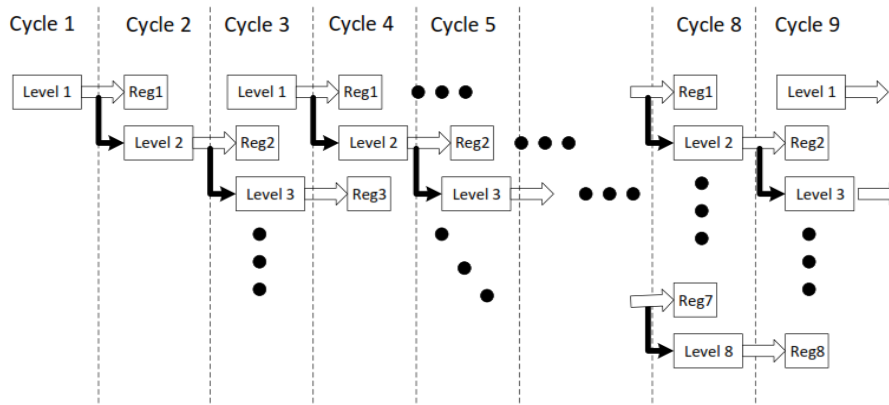 Cycle 1 Cycle 2 Cycle 3 Cycle 4 Cycle 5 Cycle 8 Cycle 9
Level 1 Reg1 Level 1 Reg1 Reg1 Level 1
Level 2 Reg2 Level 2 Reg2 Level 2 Reg2
Level 3 Reg3 Level 3 Level 3
Reg7
Level 8 Reg8